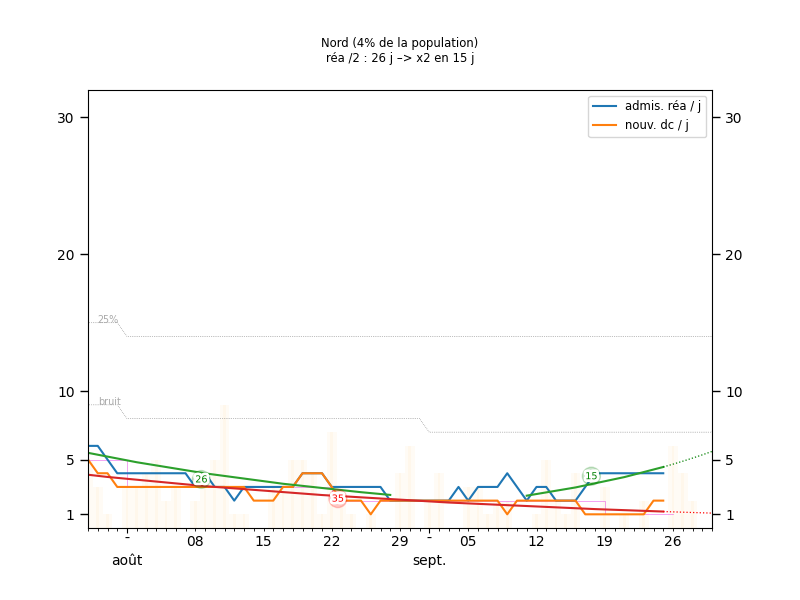 Nord (4% de la population)
réa /2 : 26 j –> x2 en 15 j
admis. réa / j
nouv. dc / j
30 30
20 20
25%
10 10
bruit
5 5
26 35 15
1 1
- 08 15 22 29 - 05 12 19 26
août sept.